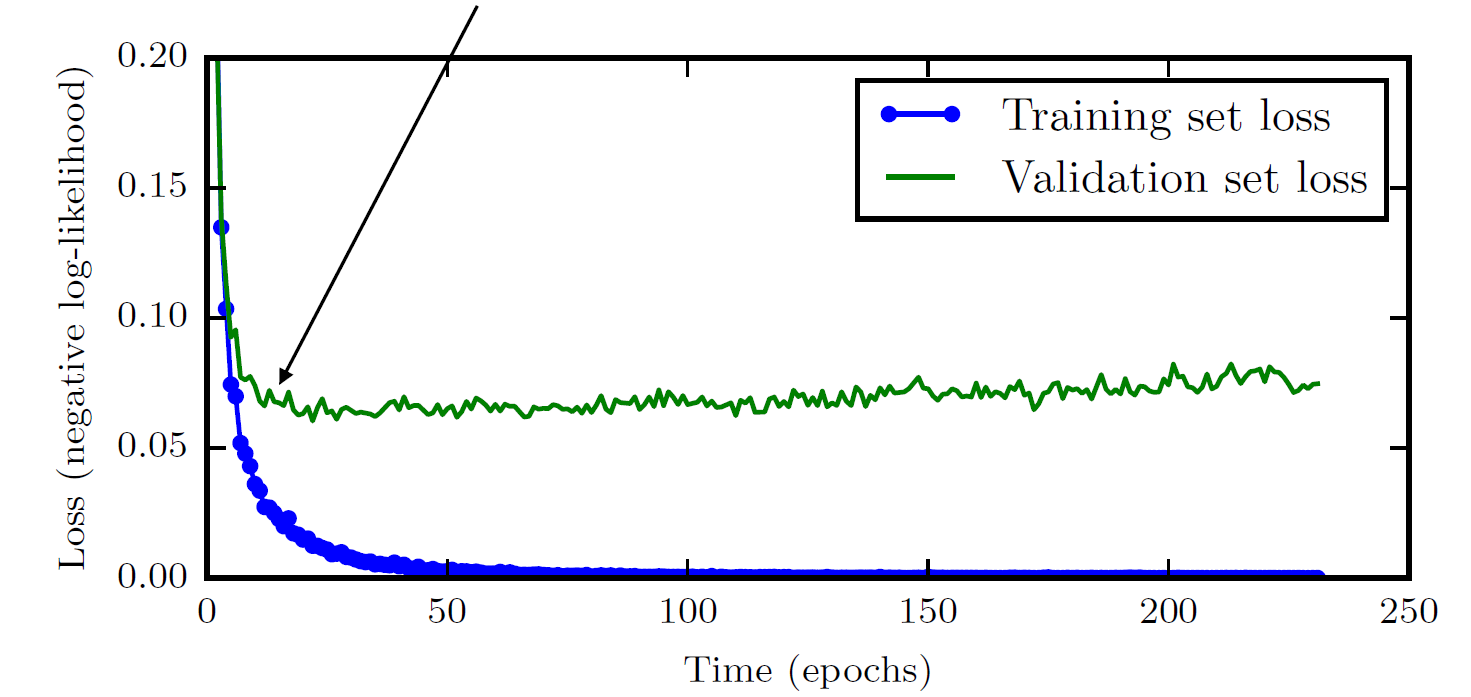 0.20
0.15
0.10
0.05
0.00
Loss (negative log-likelihood)
Training set loss
Validation set loss
0 50 100 150 200 250
Time (epochs)